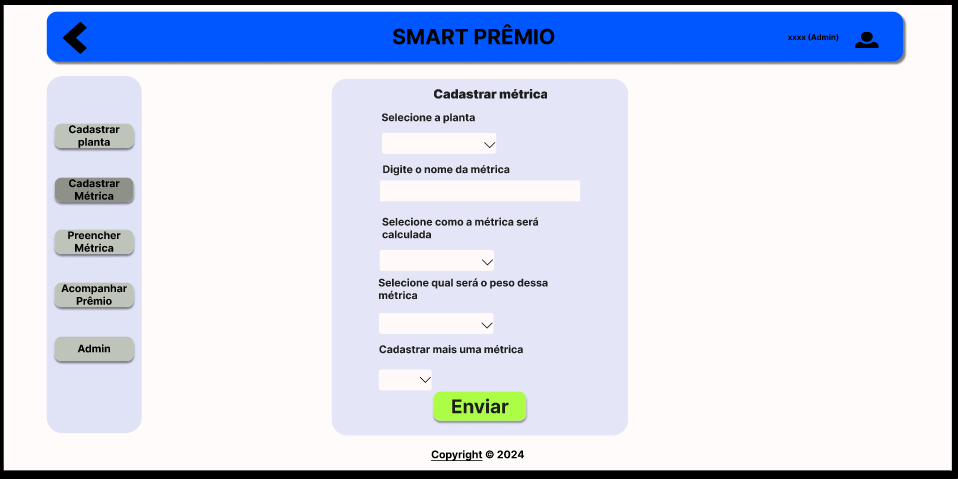 SMART PRÊMIO
xxxx (Admin)
Cadastrar
planta
Cadastrar
Métrica
Preencher
Métrica
Acompanhar
Prêmio
Admin
Cadastrar métrica
Selecione a planta
Digite o nome da métrica
Selecione como a métrica será
calculada
Selecione qual será o peso dessa
métrica
Cadastrar mais uma métrica
Enviar
Copyright © 2024